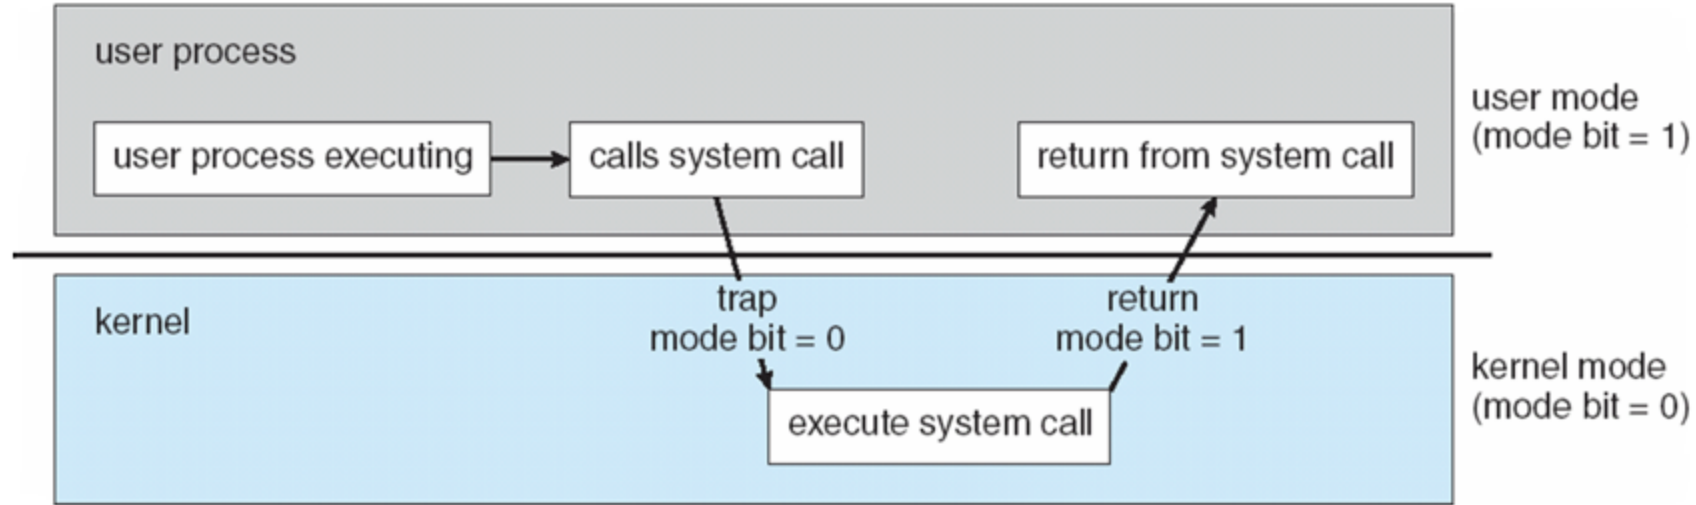 user process
user process executing
calls system call
return from system call
user mode
(mode bit = 1)
kernel
trap
mode bit = 0
return
mode bit = 1
execute system call
kernel mode
(mode bit = 0)